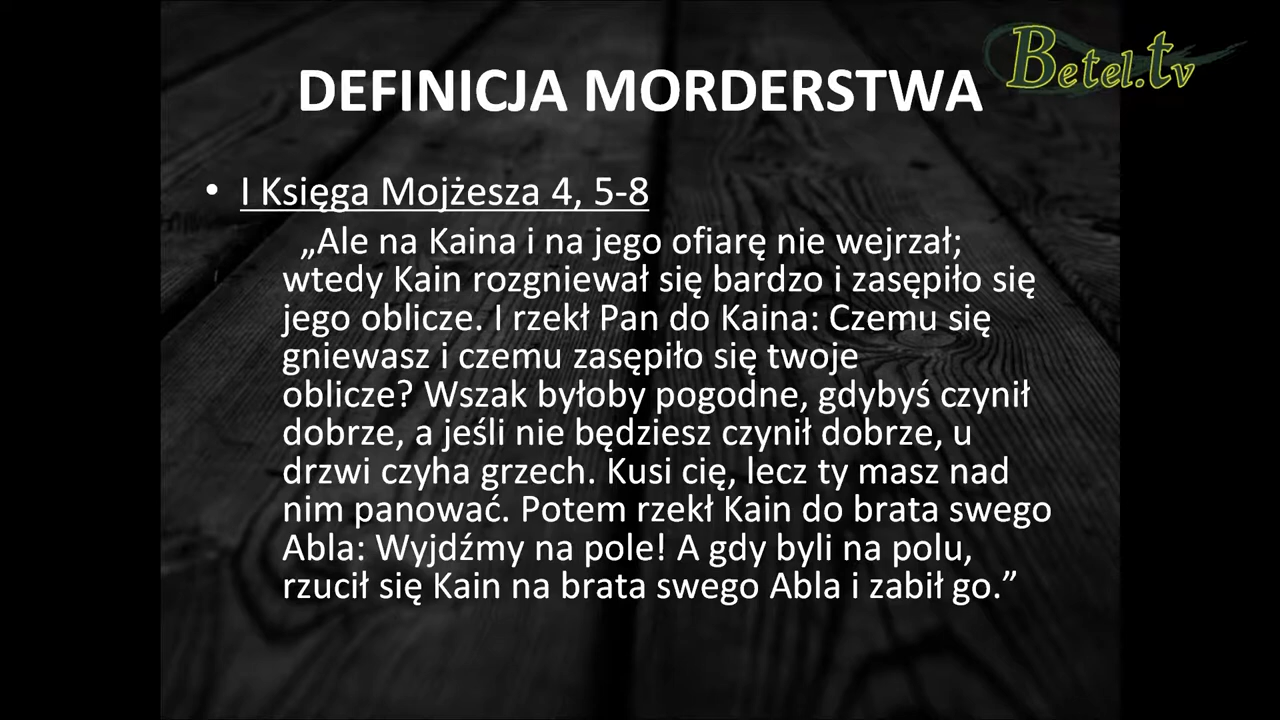 Betel.tv
DEFINICJA MORDERSTWA
• I Księga Mojżesza 4, 5-8
„Ale na Kaina i na jego ofiarę nie wejrzał;
wtedy Kain rozgniewał się bardzo i zasępiło się
jego oblicze. I rzekł Pan do Kaina: Czemu się
gniewasz i czemu zasępiło się twoje
oblicze? Wszak byłoby pogodne, gdybyś czynił
dobrze, a jeśli nie będziesz czynił dobrze, u
drzwi czyha grzech. Kusi cię, lecz ty masz nad
nim panować. Potem rzekł Kain do brata swego
Abla: Wyjdźmy na pole! A gdy byli na polu,
rzucił się Kain na brata swego Abla i zabił go.”